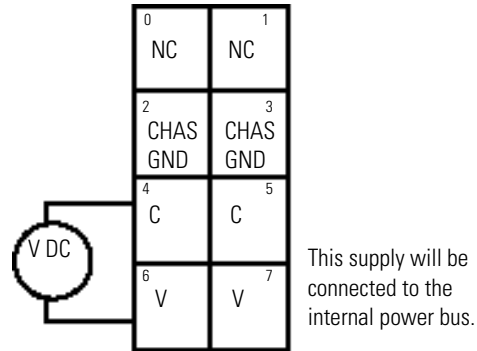 0 1
NC NC
2 3
CHAS CHAS
GND GND
4 5
C C
V DC
6 7
V V
This supply will be
connected to the
internal power bus.